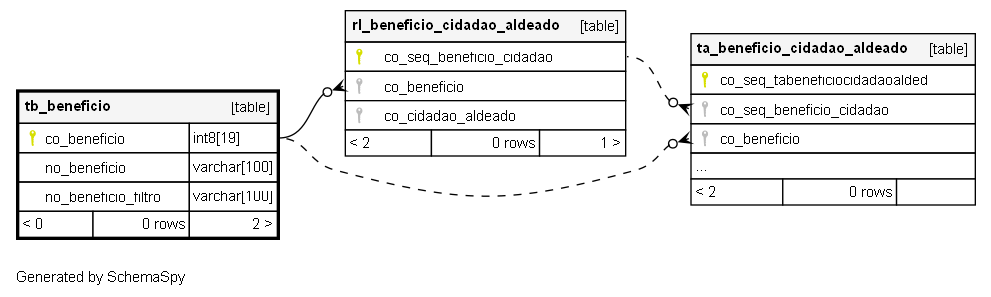 rl_beneficio_cidadao_aldeado [table]
co_seq_beneficio_cidadao
co_beneficio
co_cidadao_aldeado
< 2 0 rows 1 >
ta_beneficio_cidadao_aldeado [table]
co_seq_tabeneficiocidadaoalded
co_seq_beneficio_cidadao
co_beneficio
...
< 2 0 rows
tb_beneficio [table]
co_beneficio int8[19]
no_beneficio varchar[100]
no_beneficio_filtro varchar[100]
< 0 0 rows 2 >
Generated by SchemaSpy